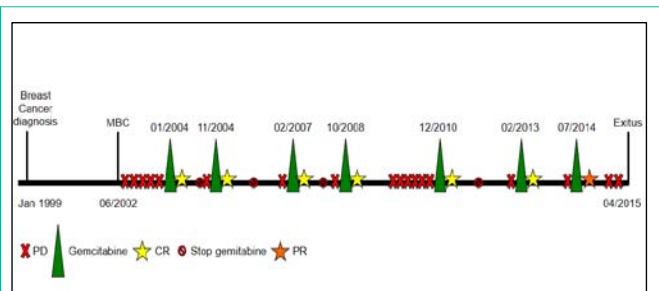 Breast
Cancer
diagnosis
MBC
01/2004
11/2004
02/2007
10/2008
12/2010
02/2013
07/2014
Exitus
Jan 1999
06/2002
04/2015
PD
Gemcitabine
CR
Stop gemitabine
PR